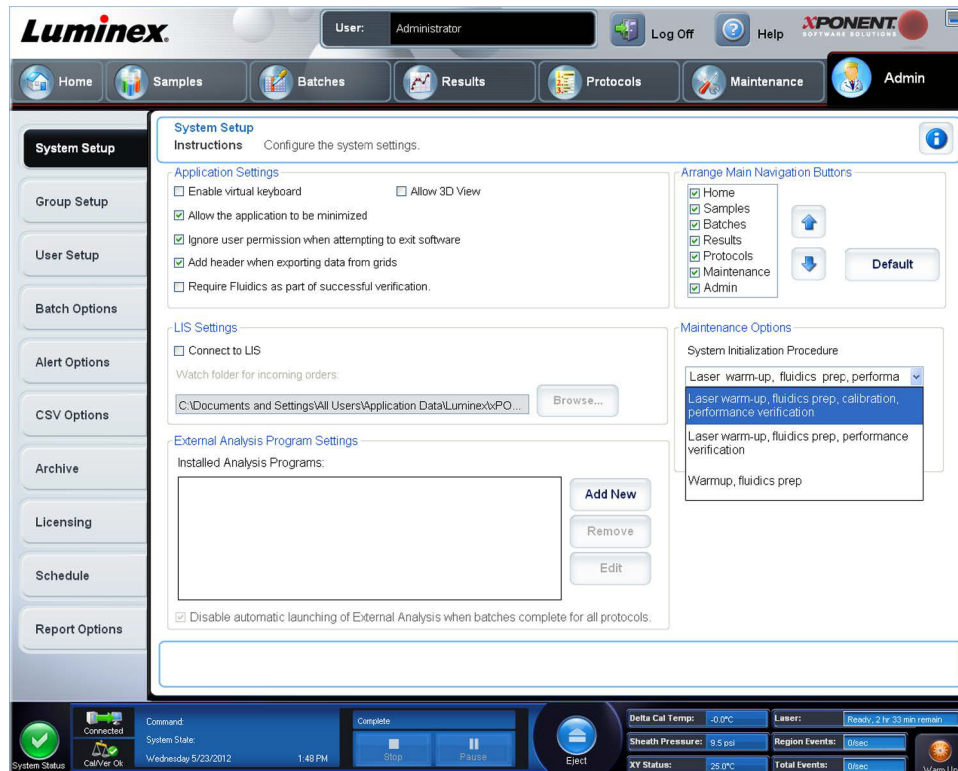 Luminex.
User: Administrator
Log Off
Help
XPONENT.
SOFTWARE SOLUTIONS
Home
Samples
Batches
Results
Protocols
Maintenance
Admin
System Setup
Group Setup
User Setup
Batch Options
Alert Options
CSV Options
Archive
Licensing
Schedule
Report Options
System Setup
Instructions Configure the system settings.
Application Settings
Enable virtual keyboard
Allow 3D View
Allow the application to be minimized
Ignore user permission when attempting to exit software
Add header when exporting data from grids
Require Fluidics as part of successful verification.
Arrange Main Navigation Buttons
Home
Samples
Batches
Results
Protocols
Maintenance
Admin
Default
LIS Settings
Connect to LIS
Watch folder for incoming orders:
C:\Documents and Settings\All Users\Application Data\Luminex\xPO...
Browse...
Maintenance Options
System Initialization Procedure
Laser warm-up, fluidics prep, performa
Laser warm-up, fluidics prep, calibration,
performance verification
Laser warm-up, fluidics prep, performance
verification
Warmup, fluidics prep
External Analysis Program Settings
Installed Analysis Programs:
Add New
Remove
Edit
Disable automatic launching of External Analysis when batches complete for all protocols.
System Status
Connected
Cal/Ver Ok
Command:
System State:
Wednesday 5/23/2012 1:48 PM
Complete
Stop
Pause
Eject
Delta Cal Temp: -0.0°C
Sheath Pressure: 9.5 psi
XY Status: 25.0°C
Laser: Ready, 2 hr 33 min remain
Region Events: 0/sec
Total Events: 0/sec
Warm Up